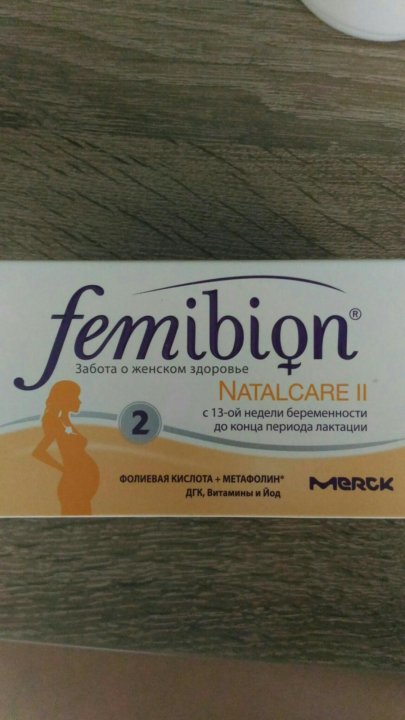 femibion®
Забота о женском здоровье
NATALCARE II
с 13-ой недели беременности
до конца периода лактации
2
ФОЛИЕВАЯ КИСЛОТА + МЕТАФОЛИН®
ДГК, Витамины и Йод
MERCK